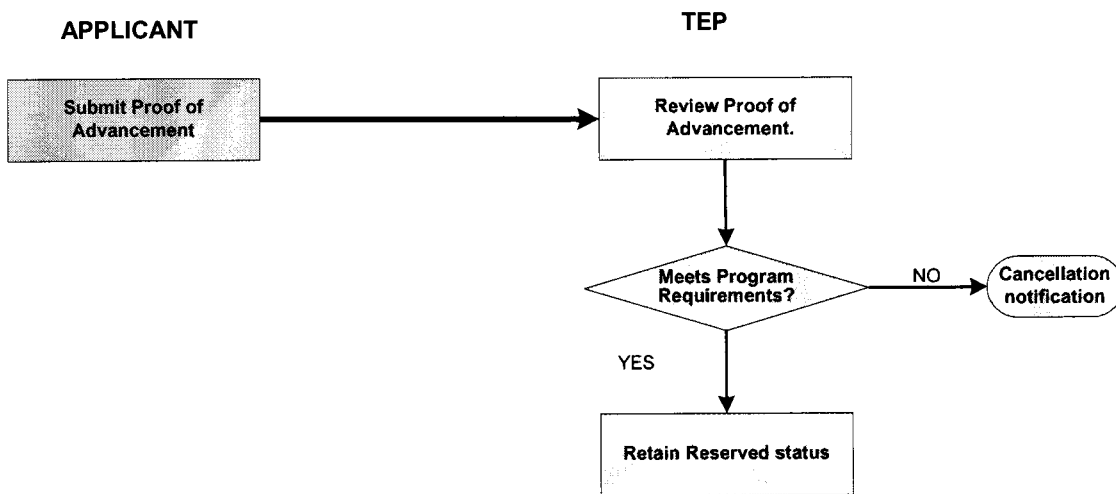 APPLICANT
TEP
Submit Proof of
Advancement
Review Proof of
Advancement.
Meets Program
Requirements?
NO
Cancellation
notification
YES
Retain Reserved status